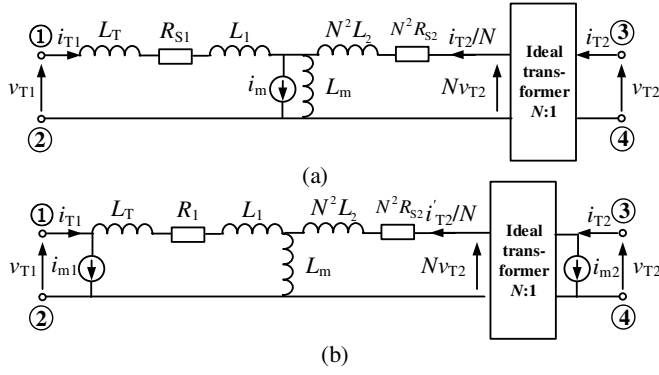 ① i_T1 L_T R_S1 L_1 N²L_2 N²R_S2 i_T2/N i_T2 ③
v_T1 i_m L_m Nv_T2 Ideal trans-former N:1 v_T2
② ④
(a)
① i_T1 L_T R_1 L_1 N²L_2 N²R_S2 i'_T2/N i_T2 ③
v_T1 i_m1 L_m Nv_T2 Ideal trans-former N:1 i_m2 v_T2
② ④
(b)